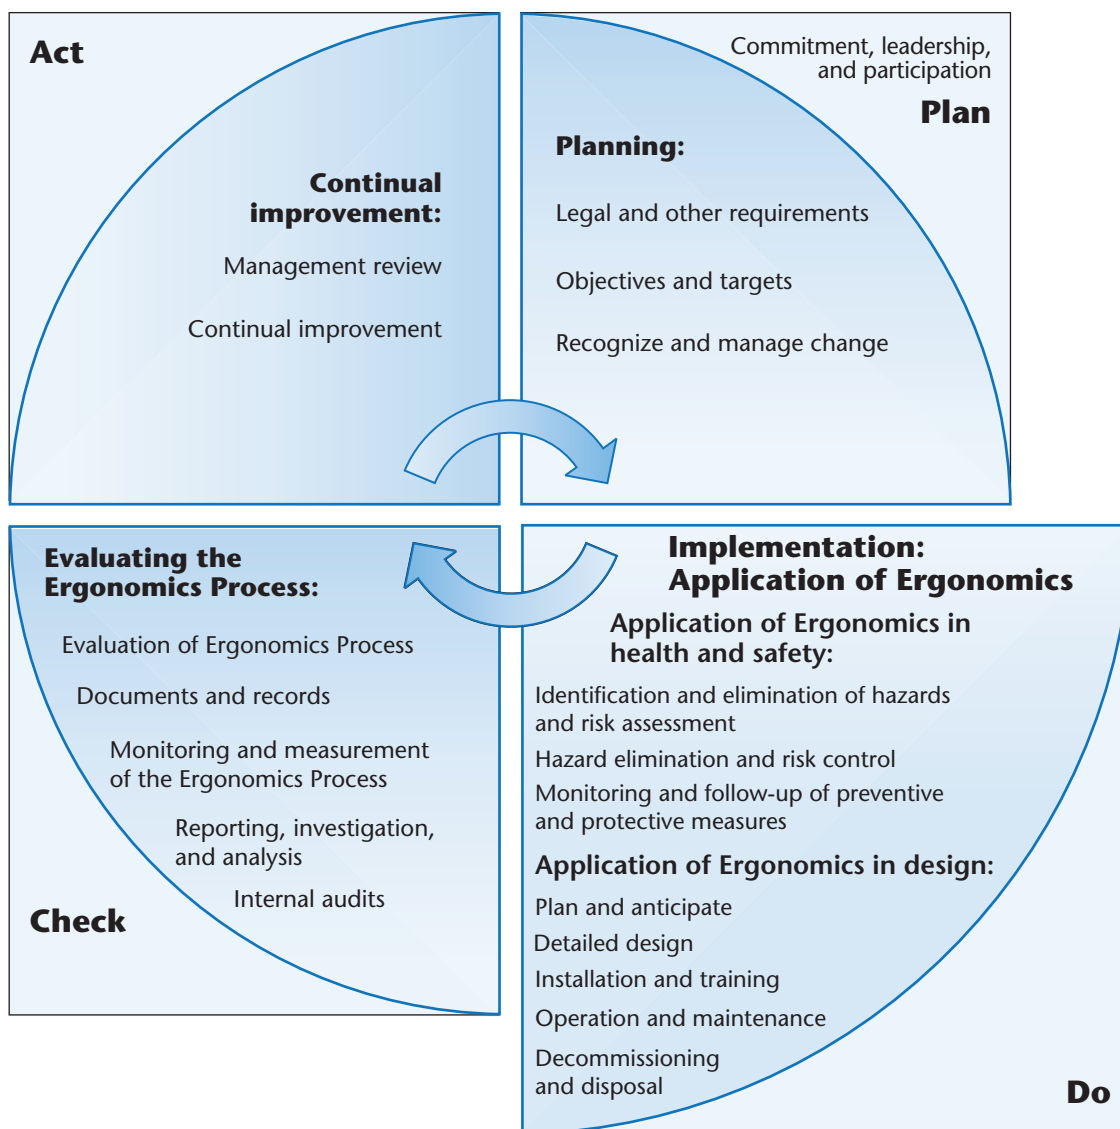 Act
Continual
improvement:
Management review
Continual improvement
Commitment, leadership,
and participation
Plan
Planning:
Legal and other requirements
Objectives and targets
Recognize and manage change
Evaluating the
Ergonomics Process:
Evaluation of Ergonomics Process
Documents and records
Monitoring and measurement
of the Ergonomics Process
Reporting, investigation,
and analysis
Internal audits
Check
Implementation:
Application of Ergonomics
Application of Ergonomics in
health and safety:
Identification and elimination of hazards
and risk assessment
Hazard elimination and risk control
Monitoring and follow-up of preventive
and protective measures
Application of Ergonomics in design:
Plan and anticipate
Detailed design
Installation and training
Operation and maintenance
Decommissioning
and disposal
Do